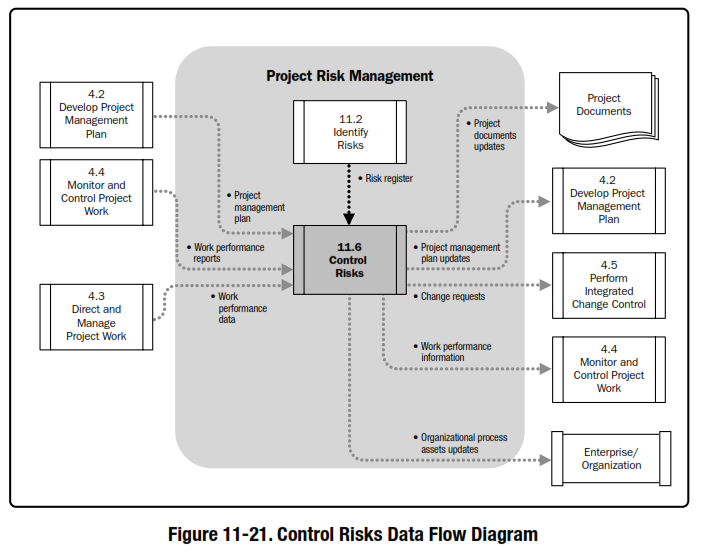 Project Risk Management
4.2
Develop Project
Management
Plan
4.4
Monitor and
Control Project
Work
4.3
Direct and
Manage
Project Work
11.2
Identify
Risks
• Risk register
• Project
management
plan
• Work performance
reports
• Work
performance
data
11.6
Control
Risks
• Project
documents
updates
• Project management
plan updates
• Change requests
• Work performance
information
• Organizational process
assets updates
Project
Documents
4.2
Develop Project
Management
Plan
4.5
Perform
Integrated
Change Control
4.4
Monitor and
Control Project
Work
Enterprise/
Organization
Figure 11-21. Control Risks Data Flow Diagram